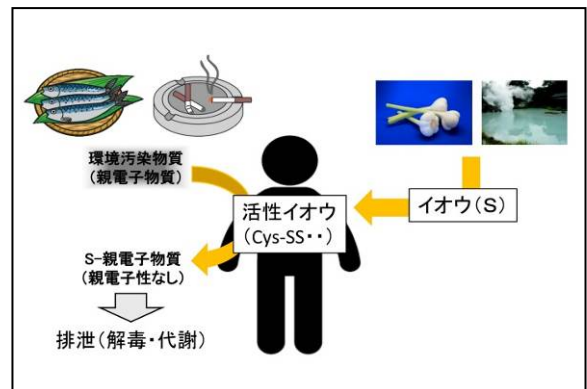 環境汚染物質
(親電子物質)
活性イオウ
(Cys-SS・・)
イオウ(S)
S-親電子物質
(親電子性なし)
排泄(解毒・代謝)